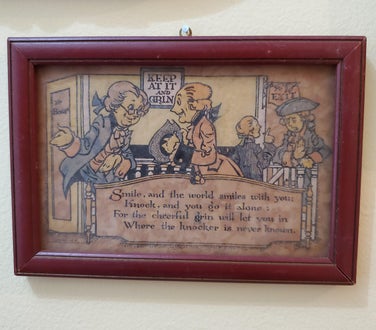 KEEP
AT IT
AND
GRIN
Smile, and the world smiles with you;
Knock, and you go it alone;
For the cheerful grin will let you in
Where the knocker is never known.